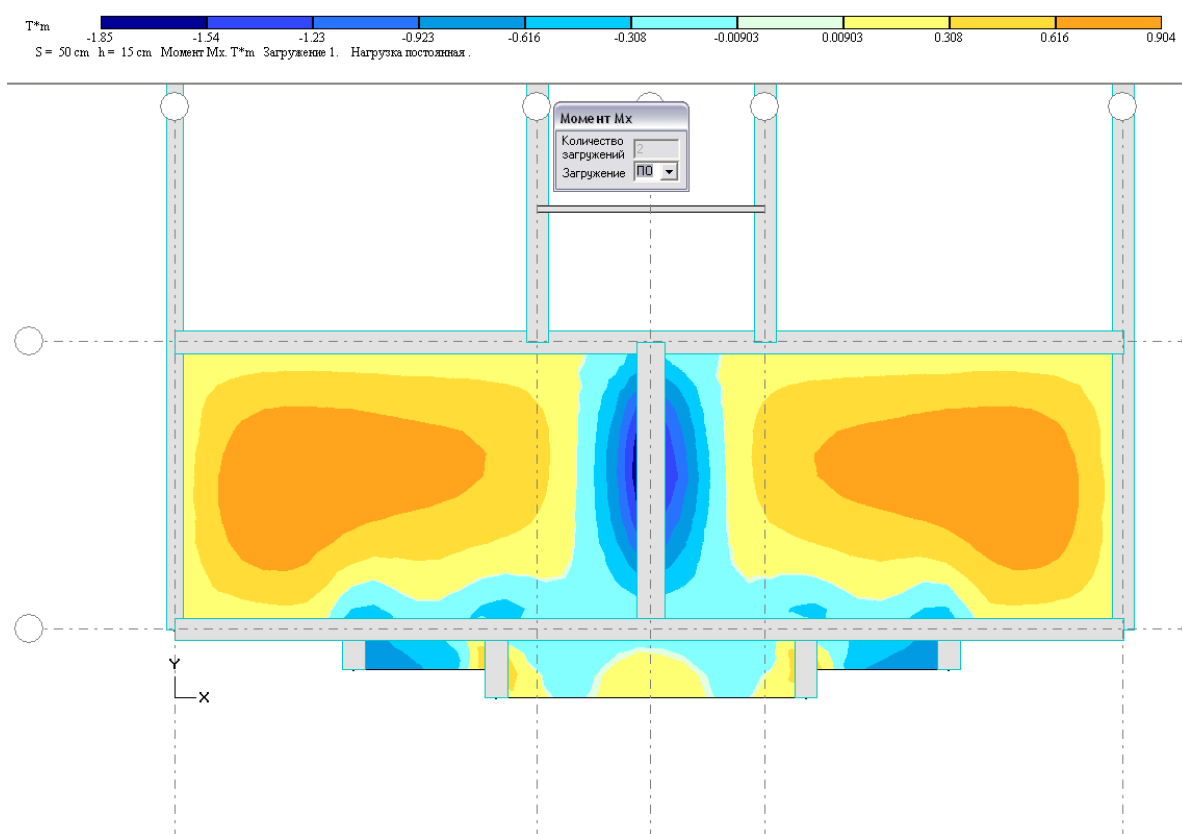 T*m
-1.85 -1.54 -1.23 -0.923 -0.616 -0.308 -0.00903 0.00903 0.308 0.616 0.904
S = 50 cm h = 15 cm Момент Mx. T*m Загружение 1. Нагрузка постоянная .
Момент Mx
Количество
загружений 2
Загружение ПО
Y
X